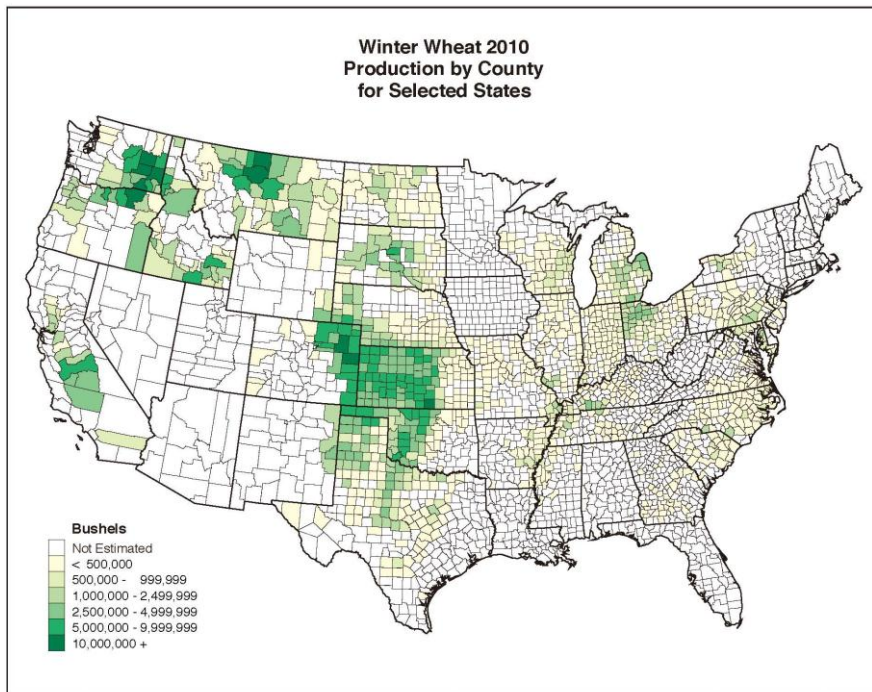 Winter Wheat 2010
Production by County
for Selected States
Bushels
Not Estimated
< 500,000
500,000 - 999,999
1,000,000 - 2,499,999
2,500,000 - 4,999,999
5,000,000 - 9,999,999
10,000,000 +